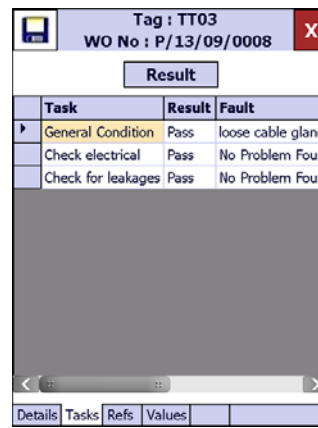 Tag : TT03
WO No : P/13/09/0008
X
Result
Task Result Fault
General Condition Pass loose cable glan
Check electrical Pass No Problem Fou
Check for leakages Pass No Problem Fou
Details Tasks Refs Values